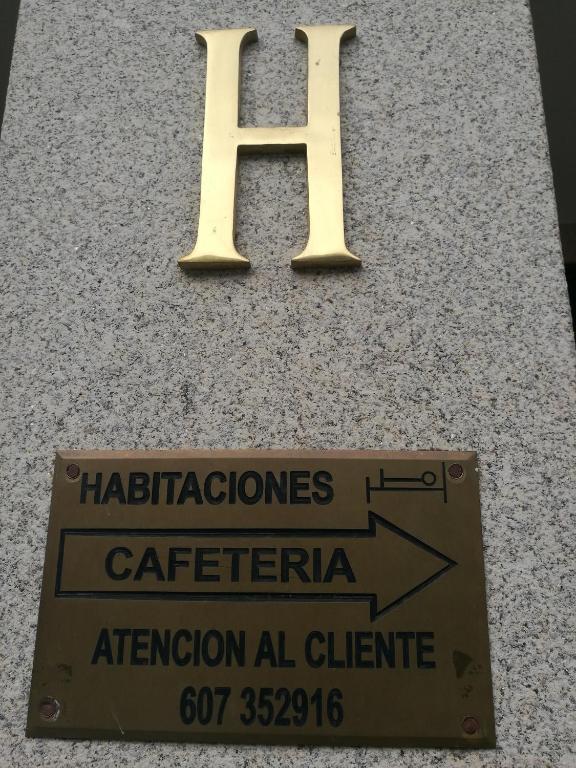 H
HABITACIONES
CAFETERIA
ATENCION AL CLIENTE
607 352916